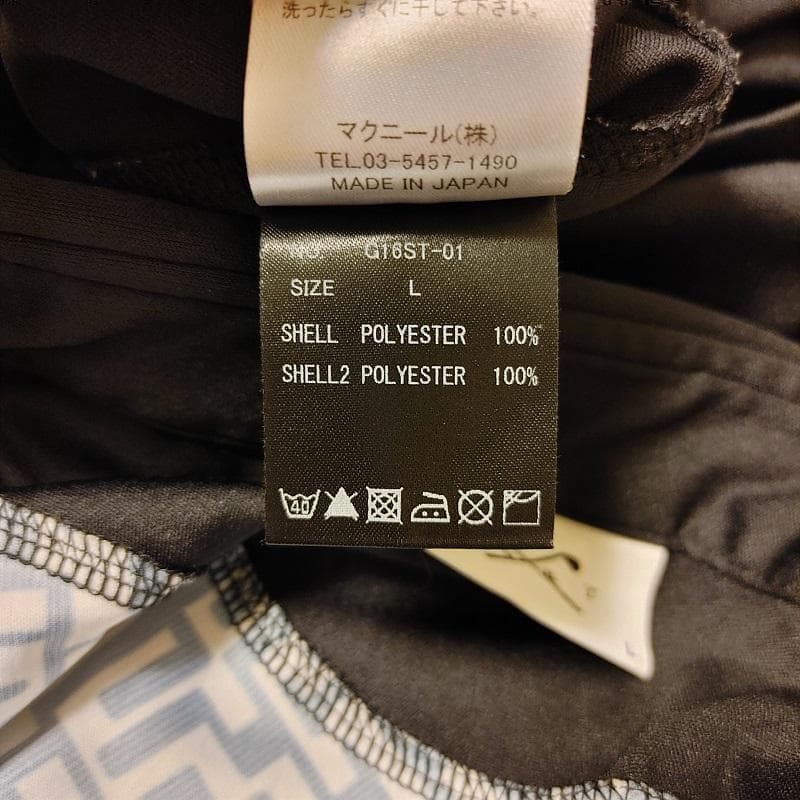 洗ったらすぐに干して下さい。
マクニール(株)
TEL.03-5457-1490
MADE IN JAPAN
NO. G16ST-01
SIZE L
SHELL POLYESTER 100%
SHELL2 POLYESTER 100%
40
L